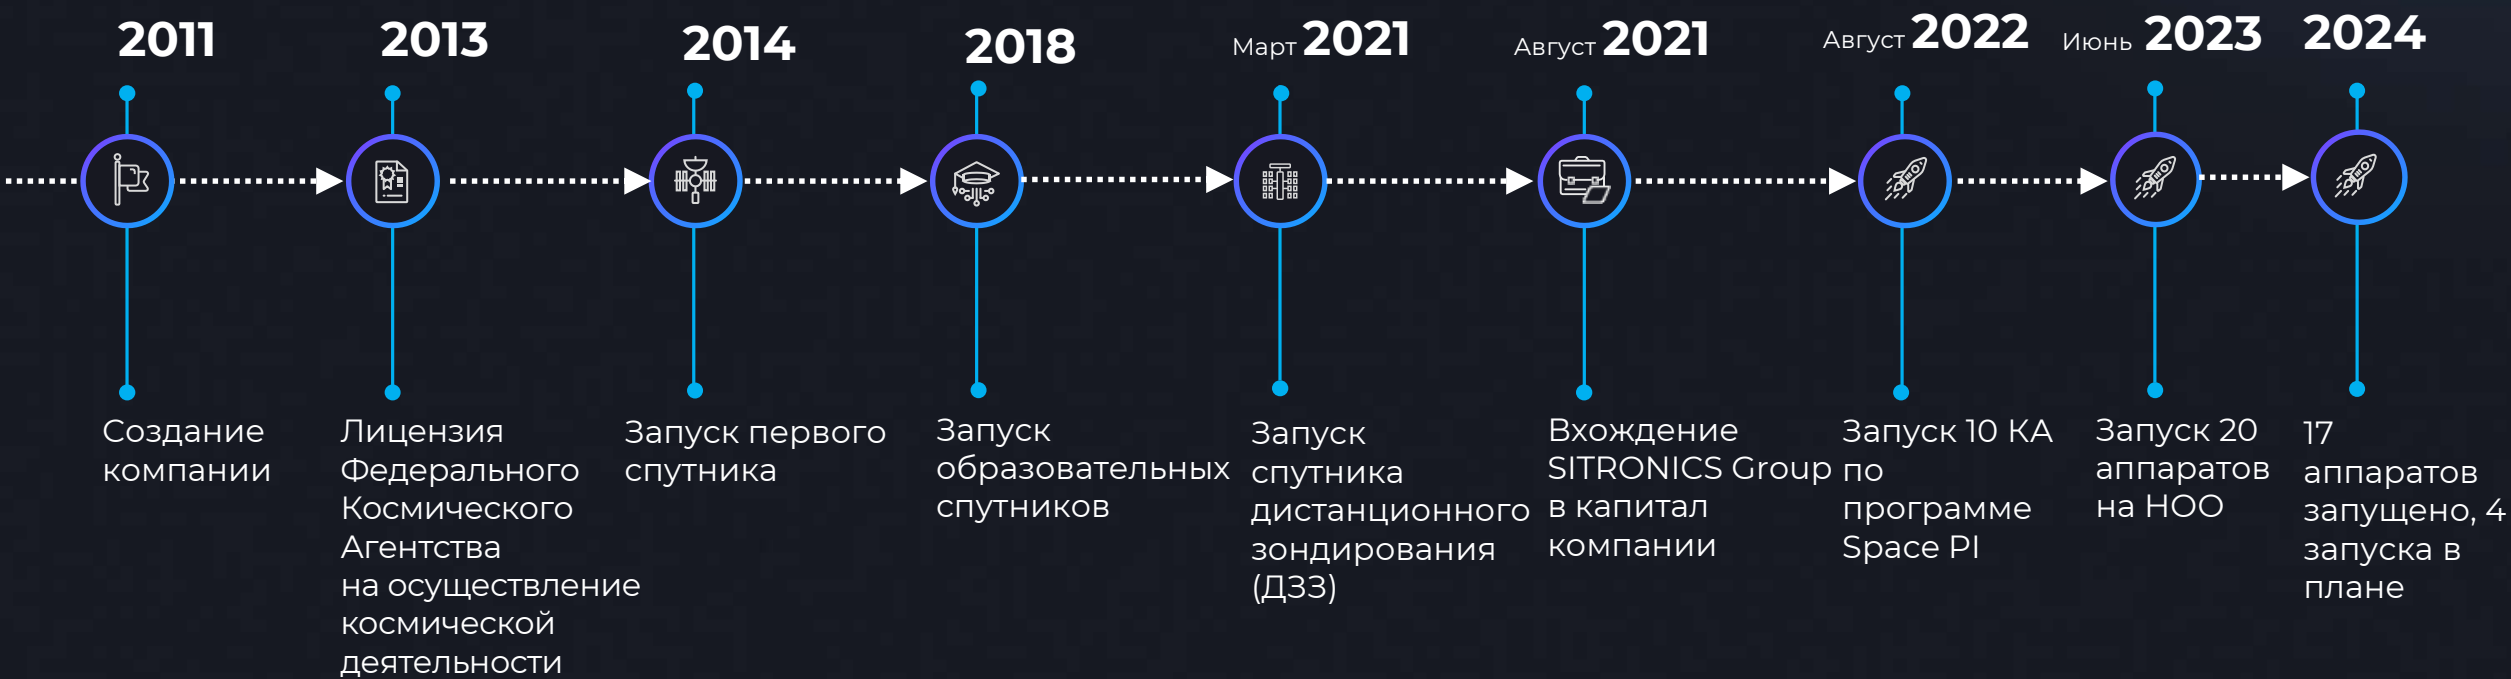 2011
Создание
компании
2013
Лицензия
Федерального
Космического
Агентства
на осуществление
космической
деятельности
2014
Запуск первого
спутника
2018
Запуск
образовательных
спутников
Март 2021
Запуск
спутника
дистанционного
зондирования
(ДЗЗ)
Август 2021
Вхождение
SITRONICS Group
в капитал
компании
Август 2022
Запуск 10 КА
по
программе
Space PI
Июнь 2023
Запуск 20
аппаратов
на НОО
2024
17
аппаратов
запущено, 4
запуска в
плане